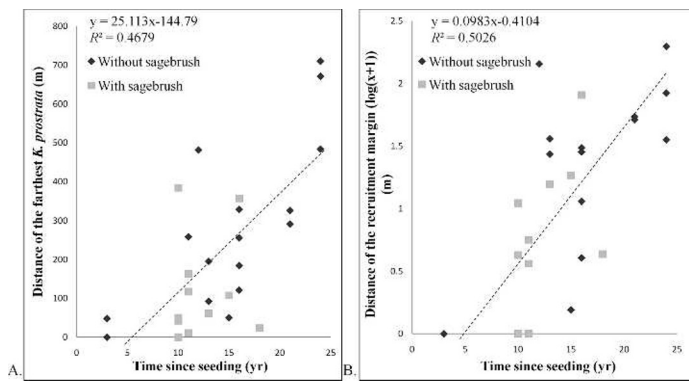 y = 25.113x-144.79
R² = 0.4679
Without sagebrush
With sagebrush
Distance of the farthest K. prostrata (m)
800
700
600
500
400
300
200
100
0
0 5 10 15 20 25
Time since seeding (yr)
A.
y = 0.0983x-0.4104
R² = 0.5026
Without sagebrush
With sagebrush
Distance of the recruitment margin (log(x+1))
(m)
2.5
2
1.5
1
0.5
0
0 5 10 15 20 25
Time since seeding (yr)
B.